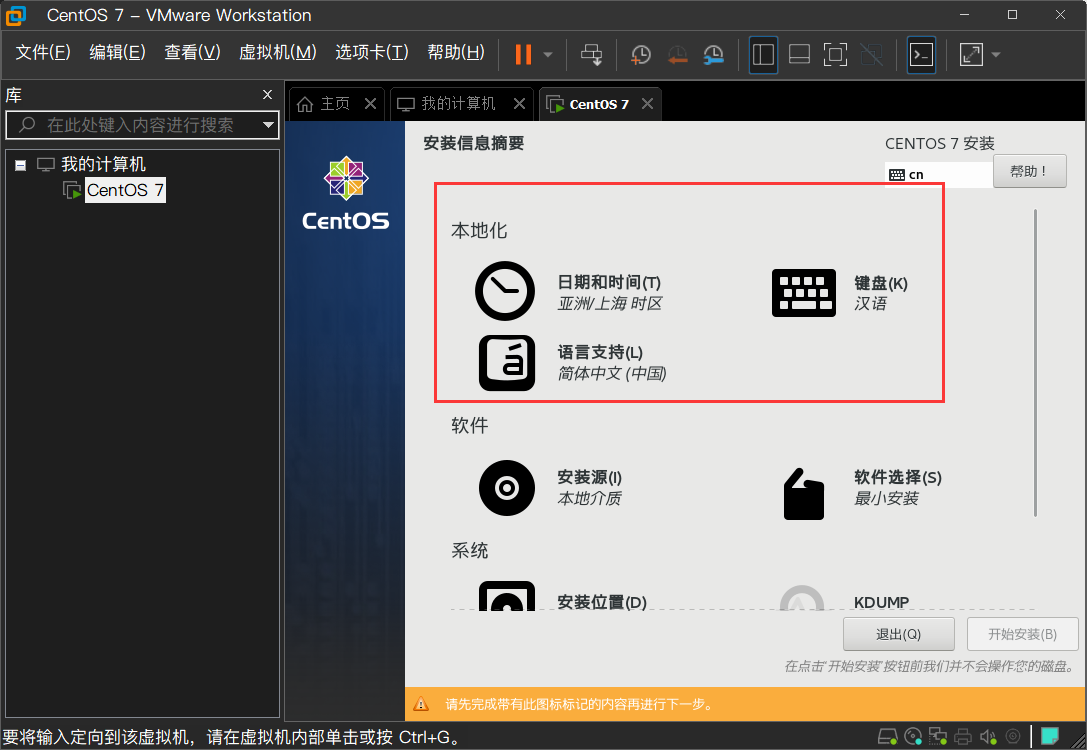 CentOS 7 - VMware Workstation
文件(F) 编辑(E) 查看(V) 虚拟机(M) 选项卡(T) 帮助(H)
库
在此处键入内容进行搜索
我的计算机
CentOS 7
主页 我的计算机 CentOS 7
CentOS
安装信息摘要
CENTOS 7 安装
cn
帮助！
本地化
日期和时间(T)
亚洲/上海 时区
键盘(K)
汉语
语言支持(L)
简体中文 (中国)
软件
安装源(I)
本地介质
软件选择(S)
最小安装
系统
安装位置(D)
KDUMP
退出(Q)
开始安装(B)
在点击'开始安装'按钮前我们并不会操作您的磁盘。
请先完成带有此图标标记的内容再进行下一步。
要将输入定向到该虚拟机，请在虚拟机内部单击或按 Ctrl+G。